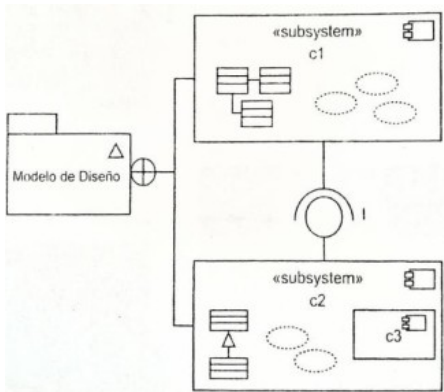 «subsystem»
c1
Modelo de Diseño
I
«subsystem»
c2
c3